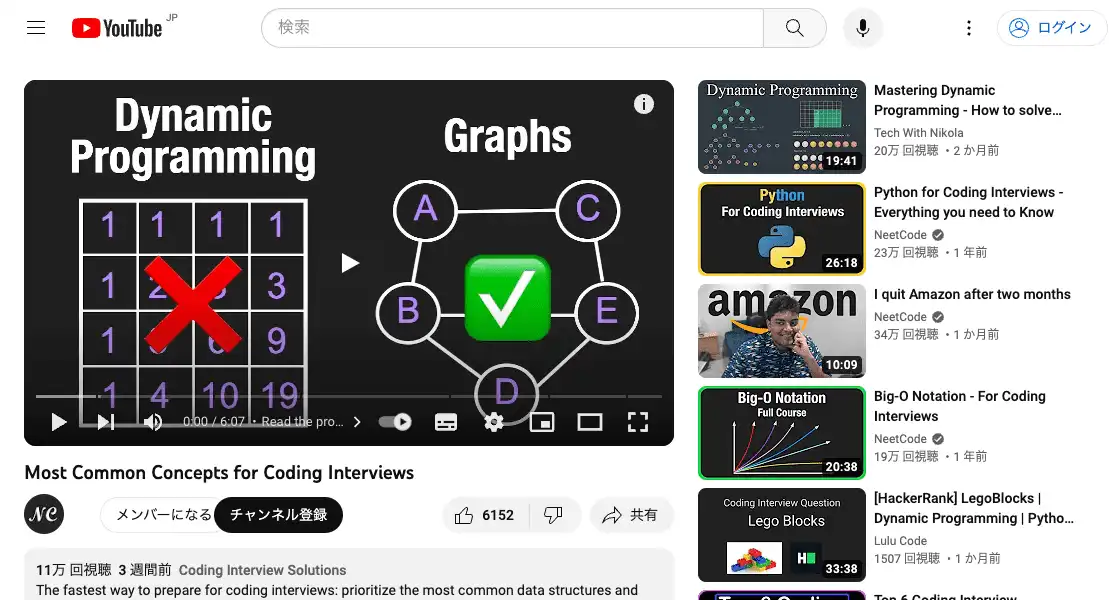 YouTube JP
検索
ログイン
Dynamic
Programming
Graphs
1 1 1 1
1 2 3
1 6 9
1 4 10 19
A
C
B
E
D
0:00 / 6:07 • Read the pro...
Most Common Concepts for Coding Interviews
NC
メンバーになる
チャンネル登録
6152
共有
11万 回視聴 3 週間前 Coding Interview Solutions
The fastest way to prepare for coding interviews: prioritize the most common data structures and
Dynamic Programming
19:41
Mastering Dynamic
Programming - How to solve...
Tech With Nikola
20万 回視聴 • 2 か月前
Python
For Coding Interviews
26:18
Python for Coding Interviews -
Everything you need to Know
NeetCode
23万 回視聴 • 1 年前
amazon
10:09
I quit Amazon after two months
NeetCode
34万 回視聴 • 1 か月前
Big-O Notation
Full Course
20:38
Big-O Notation - For Coding
Interviews
NeetCode
19万 回視聴 • 1 年前
Coding Interview Question
Lego Blocks
H
33:38
[HackerRank] LegoBlocks |
Dynamic Programming | Pytho...
Lulu Code
1507 回視聴 • 1 か月前
Top 6 Coding Interview